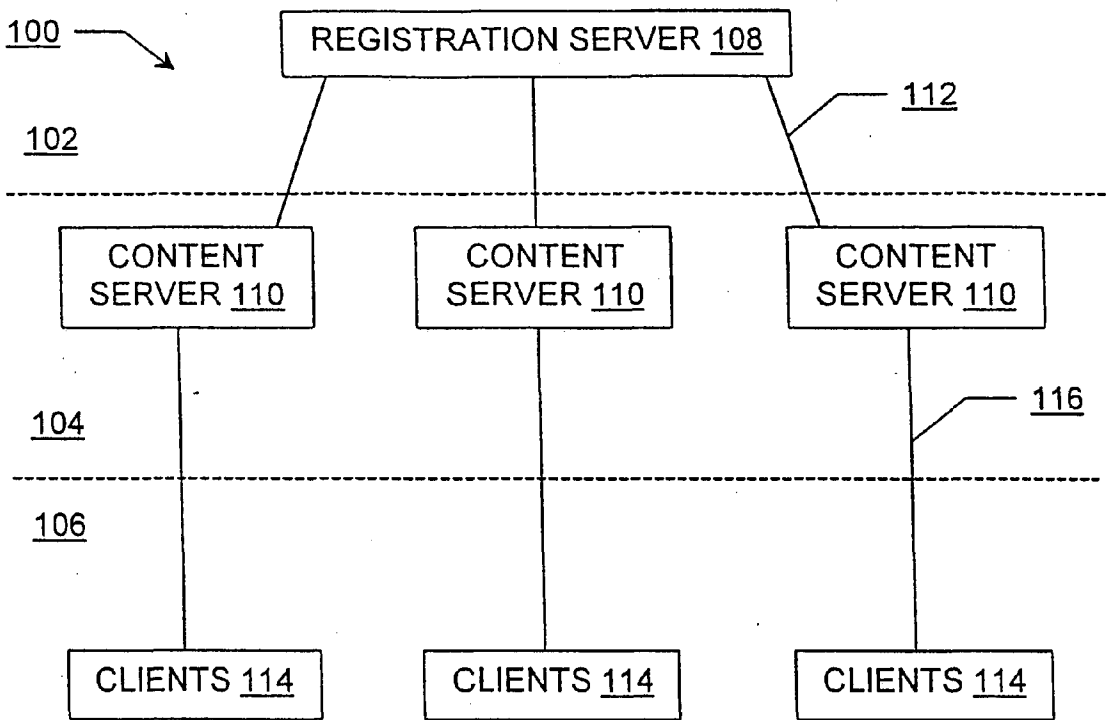 100
REGISTRATION SERVER 108
112
102
CONTENT
SERVER 110
CONTENT
SERVER 110
CONTENT
SERVER 110
116
104
106
CLIENTS 114
CLIENTS 114
CLIENTS 114